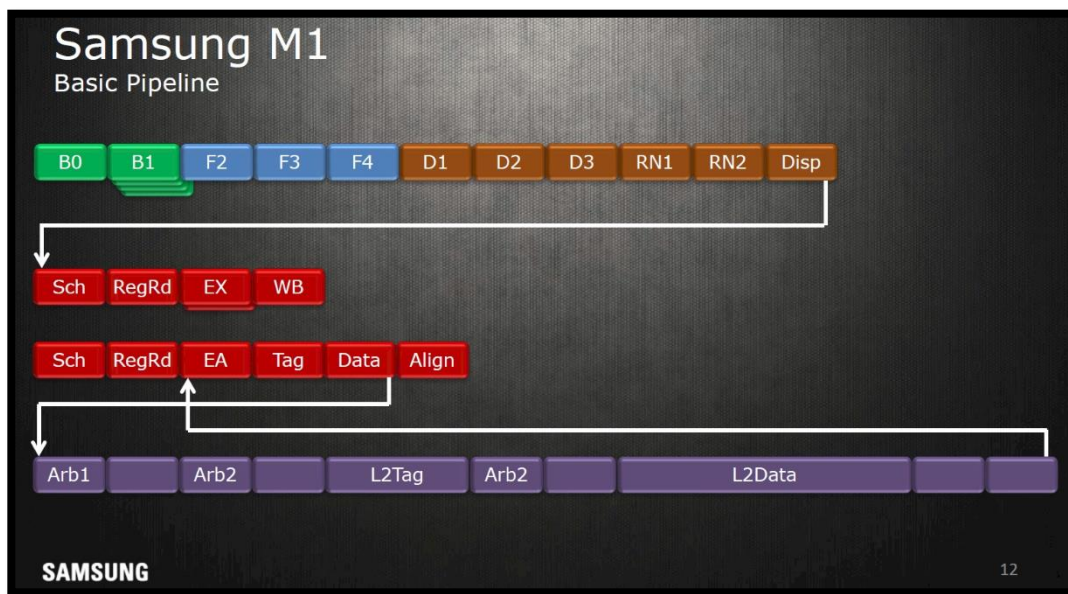 Samsung M1
Basic Pipeline
B0 B1 F2 F3 F4 D1 D2 D3 RN1 RN2 Disp
Sch RegRd EX WB
Sch RegRd EA Tag Data Align
Arb1 Arb2 L2Tag Arb2 L2Data
SAMSUNG 12